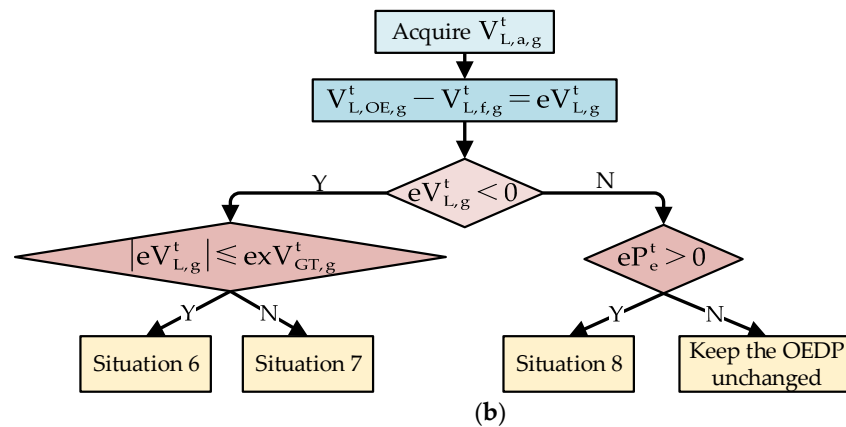 Acquire V^t_{L,a,g}
V^t_{L,OE,g} − V^t_{L,f,g} = eV^t_{L,g}
Y
eV^t_{L,g} < 0
N
|eV^t_{L,g}| ⩽ exV^t_{GT,g}
eP^t_e > 0
Y
N
Y
N
Situation 6
Situation 7
Situation 8
Keep the OEDP
unchanged
(b)